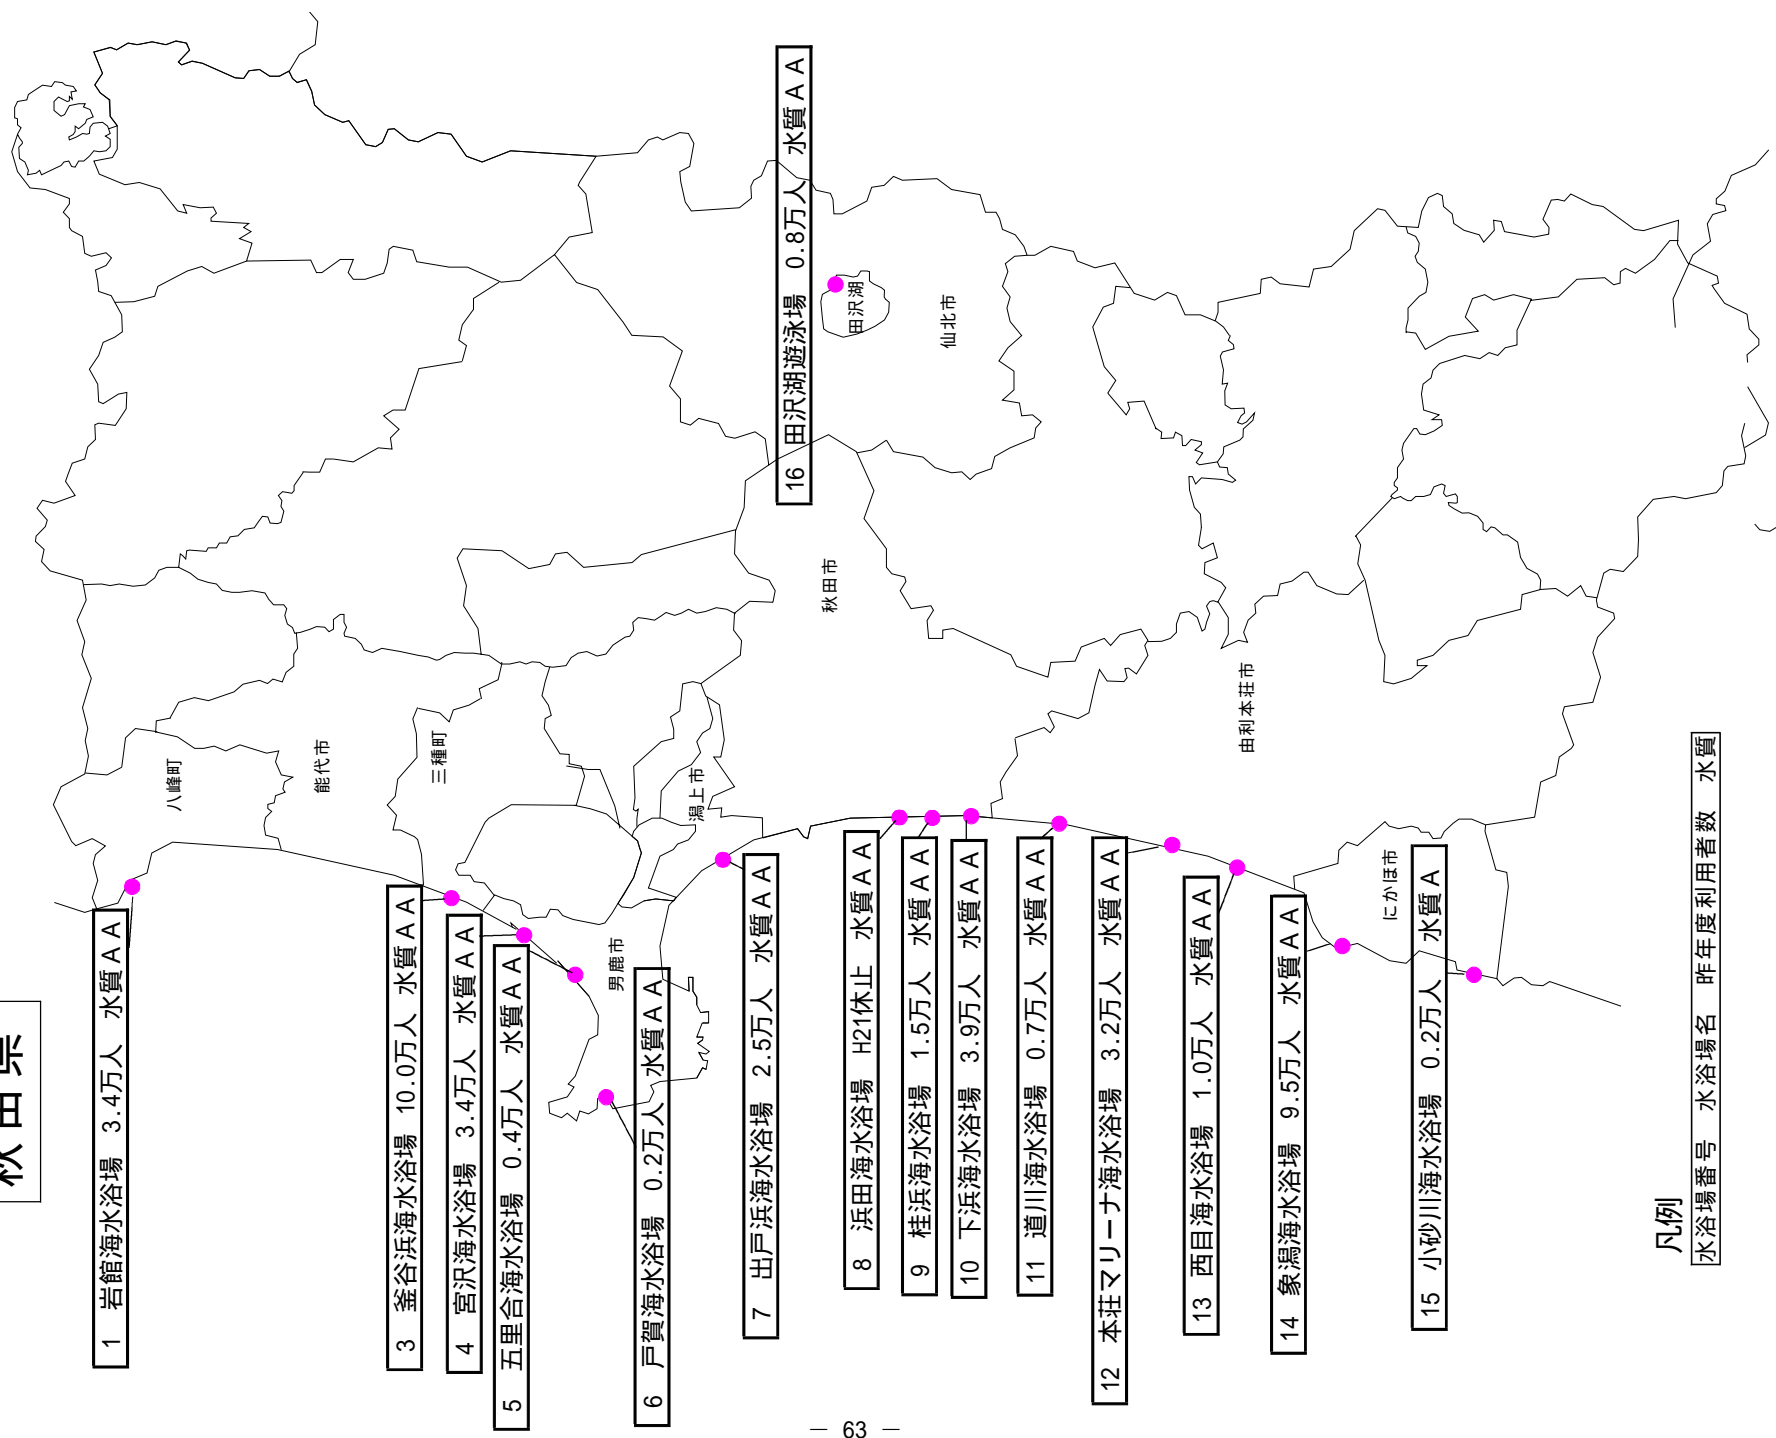 秋田県
1 岩館海水浴場 3.4万人 水質AA
3 釜谷浜海水浴場 10.0万人 水質AA
4 宮沢海水浴場 3.4万人 水質AA
5 五里合海水浴場 0.4万人 水質AA
6 戸賀海水浴場 0.2万人 水質AA
7 出戸浜海水浴場 2.5万人 水質AA
8 浜田海水浴場 H21休止 水質AA
9 桂浜海水浴場 1.5万人 水質AA
10 下浜海水浴場 3.9万人 水質AA
11 道川海水浴場 0.7万人 水質AA
12 本荘マリーナ海水浴場 3.2万人 水質AA
13 西目海水浴場 1.0万人 水質AA
14 象潟海水浴場 9.5万人 水質AA
15 小砂川海水浴場 0.2万人 水質A
16 田沢湖遊泳場 0.8万人 水質AA
八峰町
能代市
三種町
男鹿市
潟上市
秋田市
田沢湖
仙北市
由利本荘市
にかほ市
凡例
水浴場番号 水浴場名 昨年度利用者数 水質
― 63 ―